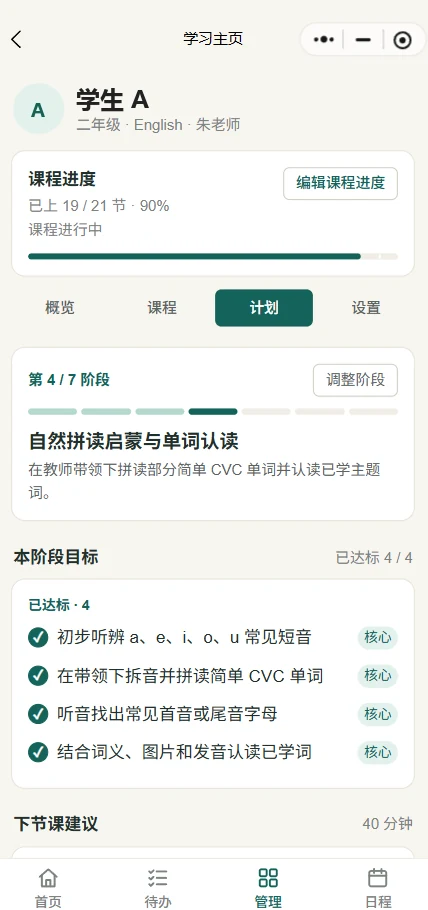 学习主页
A
学生 A
二年级 · English · 朱老师
课程进度
编辑课程进度
已上 19 / 21 节 · 90%
课程进行中
概览
课程
计划
设置
第 4 / 7 阶段
调整阶段
自然拼读启蒙与单词认读
在教师带领下拼读部分简单 CVC 单词并认读已学主题
词。
本阶段目标
已达标 4 / 4
已达标 · 4
初步听辨 a、e、i、o、u 常见短音
核心
在带领下拆音并拼读简单 CVC 单词
核心
听音找出常见首音或尾音字母
核心
结合词义、图片和发音认读已学词
核心
下节课建议
40 分钟
首页
待办
管理
日程